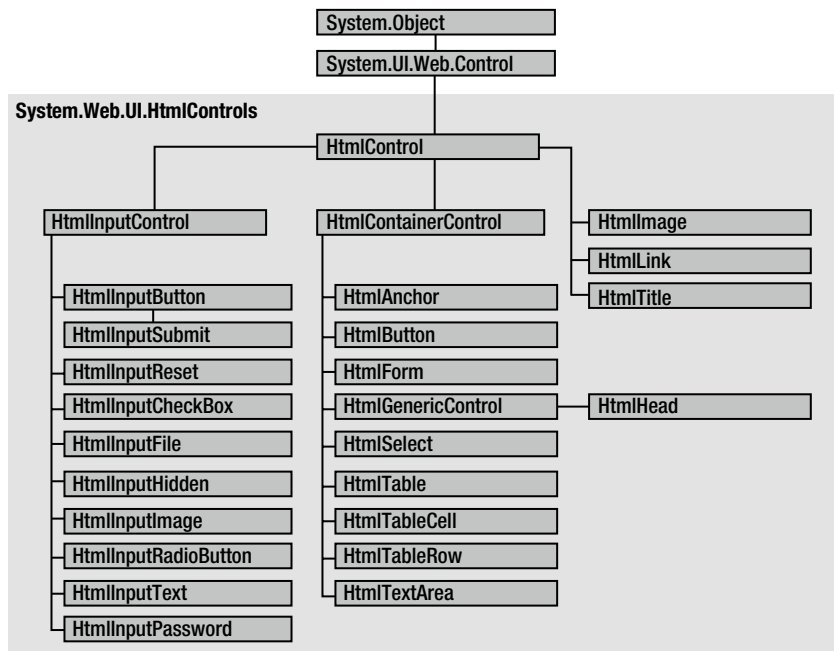 System.Object
System.UI.Web.Control
System.Web.UI.HtmlControls
HtmlControl
HtmlInputControl
HtmlInputButton
HtmlInputSubmit
HtmlInputReset
HtmlInputCheckBox
HtmlInputFile
HtmlInputHidden
HtmlInputImage
HtmlInputRadioButton
HtmlInputText
HtmlInputPassword
HtmlContainerControl
HtmlAnchor
HtmlButton
HtmlForm
HtmlGenericControl
HtmlSelect
HtmlTable
HtmlTableCell
HtmlTableRow
HtmlTextArea
HtmlImage
HtmlLink
HtmlTitle
HtmlHead